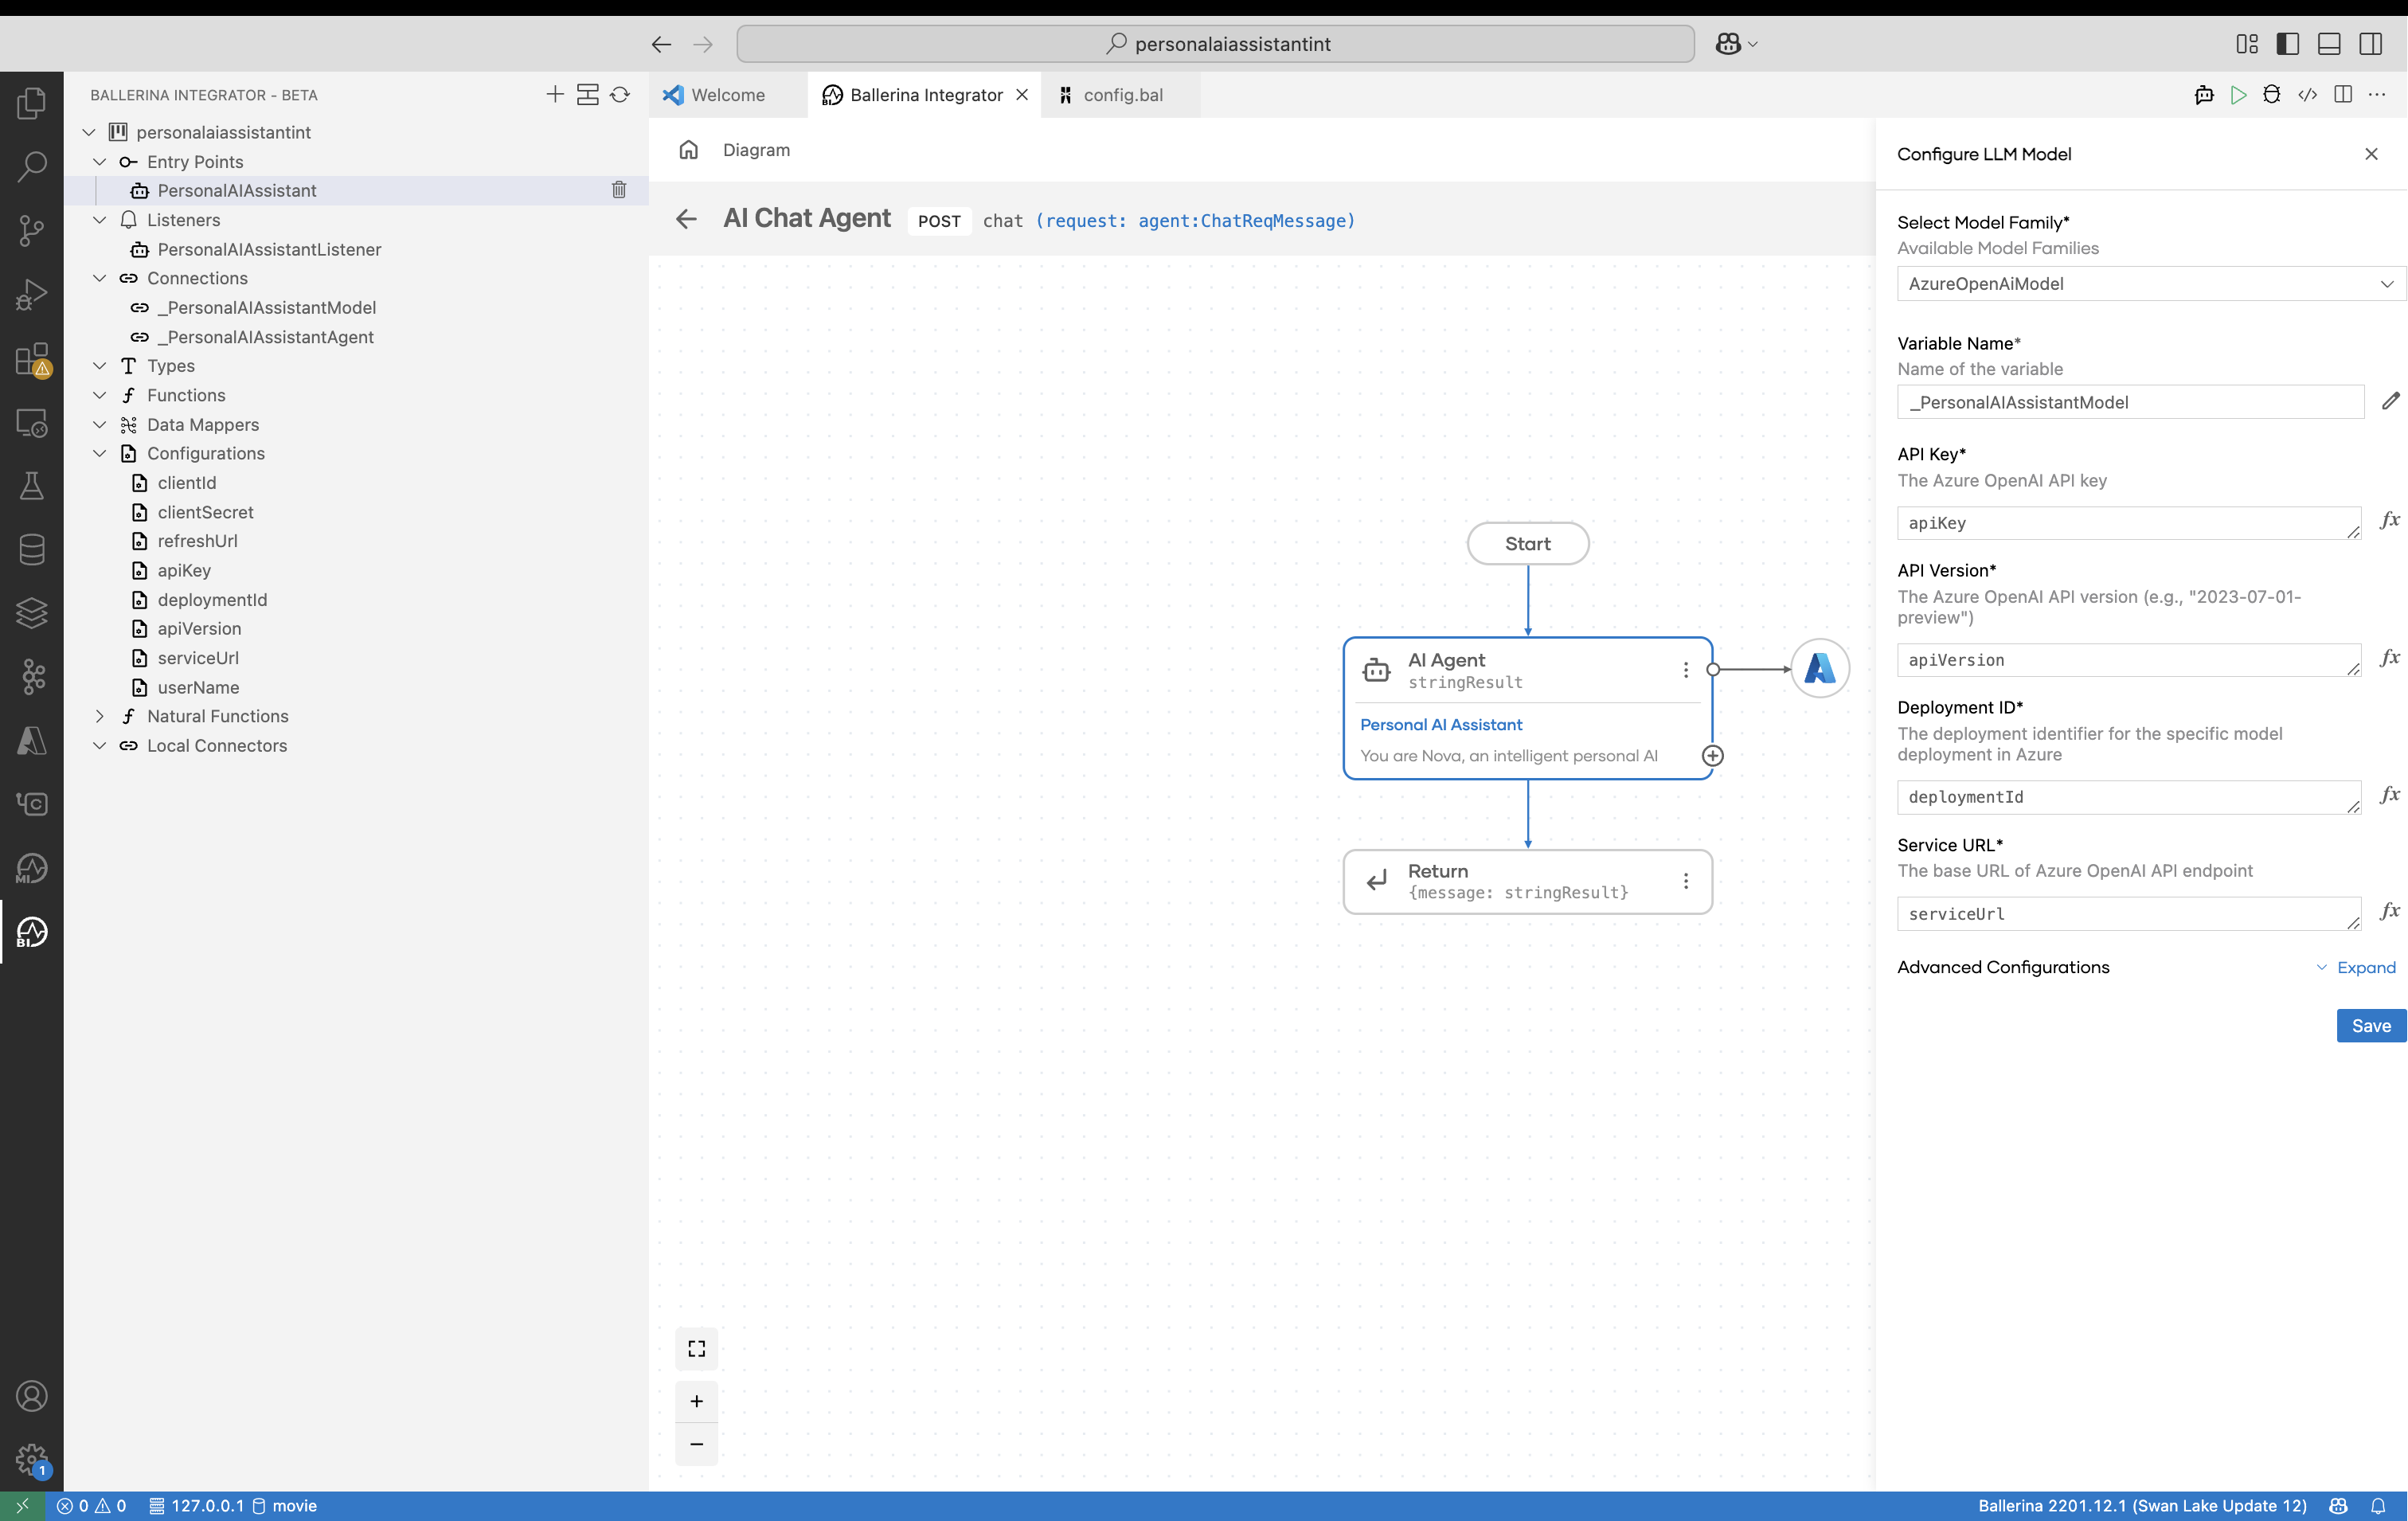 personalaiassistantint
BALLERINA INTEGRATOR - BETA
personalaiassistantint
Entry Points
PersonalAIAssistant
Listeners
PersonalAIAssistantListener
Connections
_PersonalAIAssistantModel
_PersonalAIAssistantAgent
Types
Functions
Data Mappers
Configurations
clientId
clientSecret
refreshUrl
apiKey
deploymentId
apiVersion
serviceUrl
userName
Natural Functions
Local Connectors
MI
BI
1
Welcome
Ballerina Integrator
config.bal
Diagram
AI Chat Agent POST chat (request: agent:ChatReqMessage)
Start
AI Agent
stringResult
Personal AI Assistant
You are Nova, an intelligent personal AI
Return
{message: stringResult}
Configure LLM Model
Select Model Family*
Available Model Families
AzureOpenAiModel
Variable Name*
Name of the variable
_PersonalAIAssistantModel
API Key*
The Azure OpenAI API key
apiKey
fx
API Version*
The Azure OpenAI API version (e.g., "2023-07-01-
preview")
apiVersion
fx
Deployment ID*
The deployment identifier for the specific model
deployment in Azure
deploymentId
fx
Service URL*
The base URL of Azure OpenAI API endpoint
serviceUrl
fx
Advanced Configurations
Expand
Save
0 0 127.0.0.1 movie
Ballerina 2201.12.1 (Swan Lake Update 12)